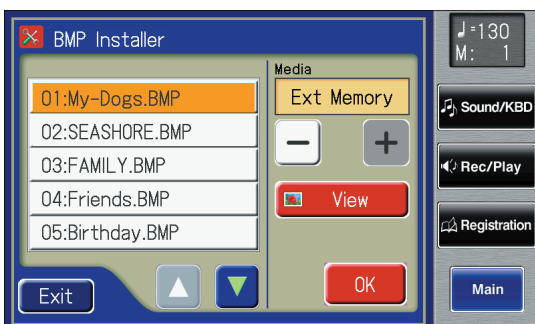 BMP Installer
01:My-Dogs.BMP
02:SEASHORE.BMP
03:FAMILY.BMP
04:Friends.BMP
05:Birthday.BMP
Exit
Media
Ext Memory
− +
View
OK
♩=130
M: 1
Sound/KBD
Rec/Play
Registration
Main